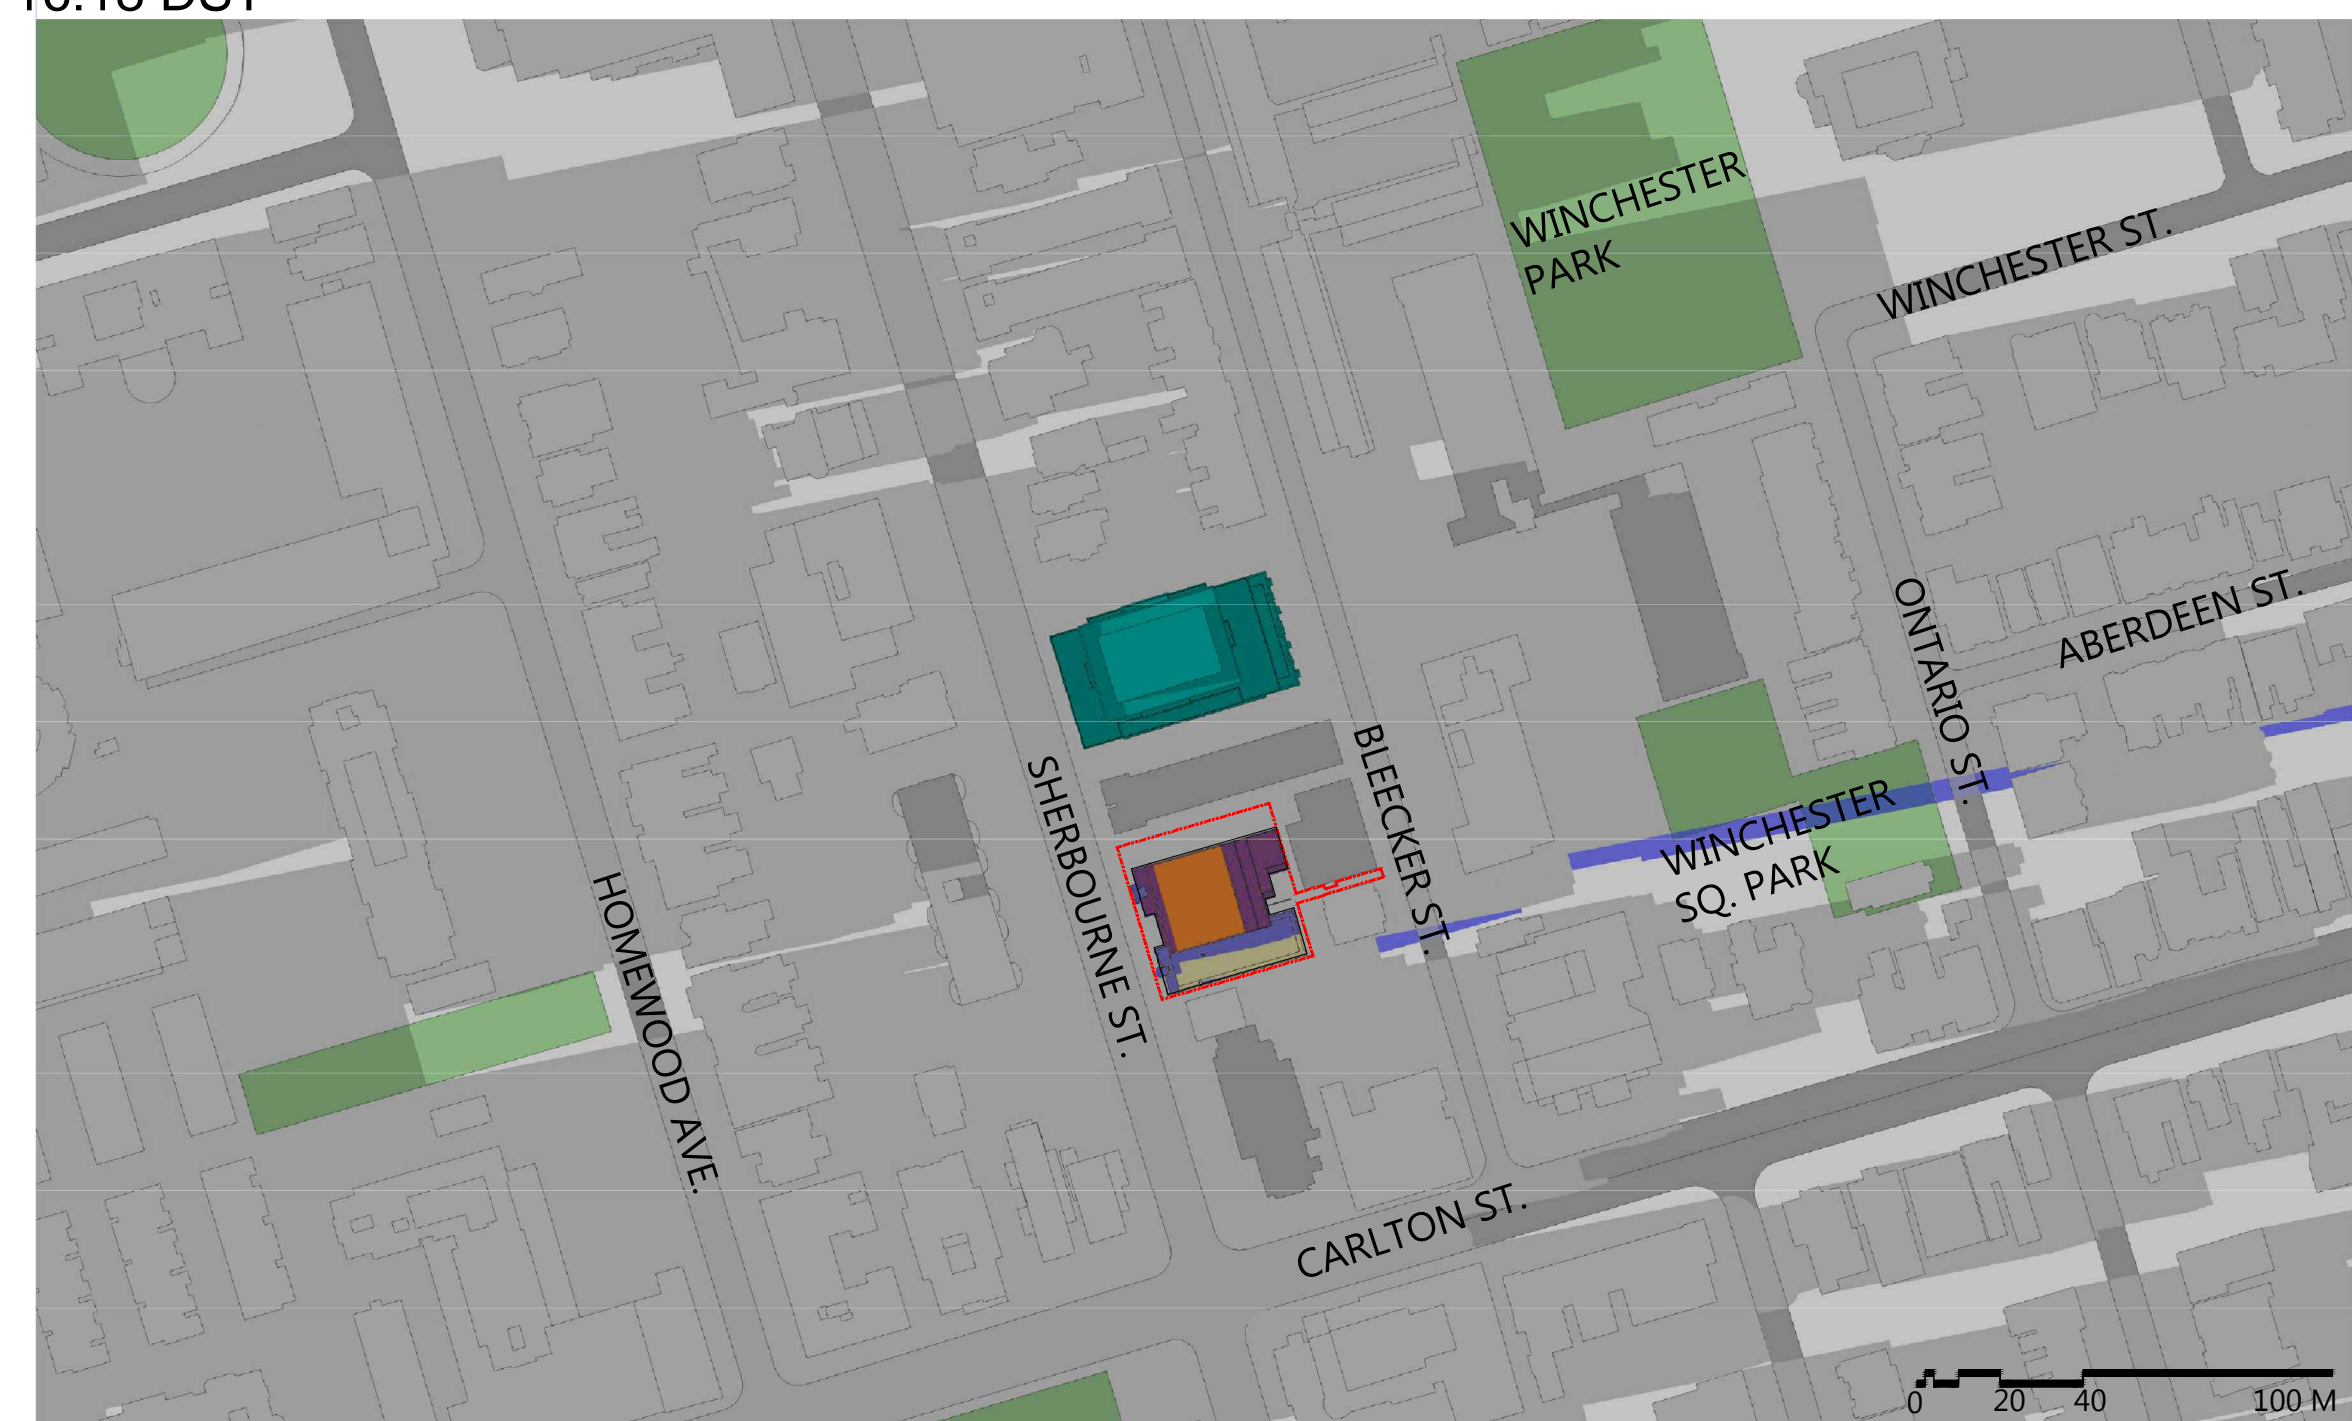 WINCHESTER
PARK
WINCHESTER ST.
ONTARIO ST.
ABERDEEN ST.
SHERBOURNE ST.
BLEECKER ST.
WINCHESTER
SQ. PARK
HOMEWOOD AVE.
CARLTON ST.
0 20 40 100 M